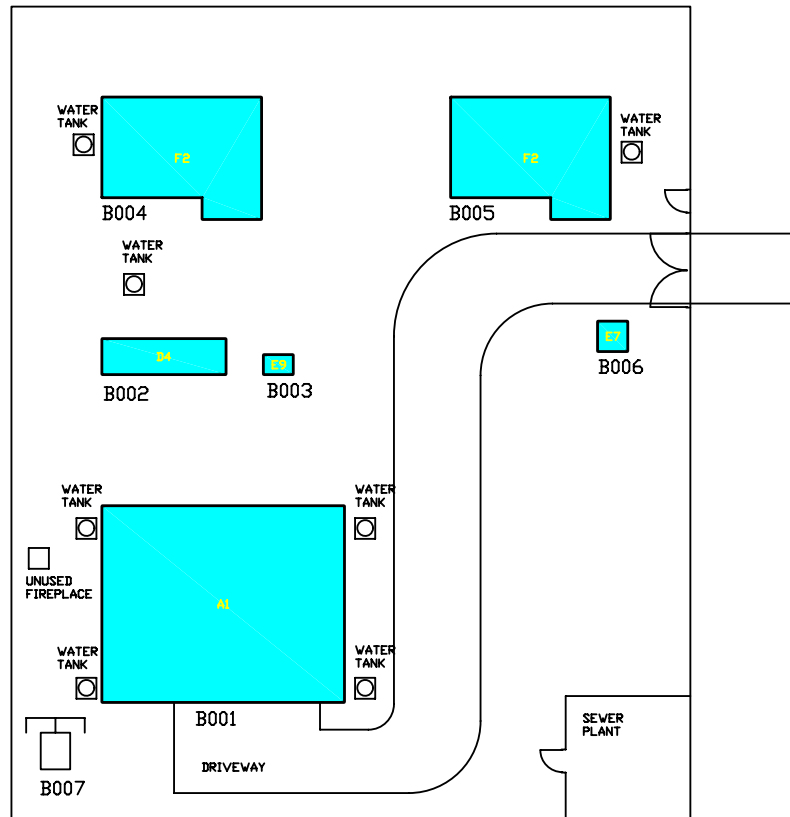 WATER
TANK
F2
B004
F2
B005
WATER
TANK
WATER
TANK
D4
B002
E9
B003
E7
B006
WATER
TANK
WATER
TANK
UNUSED
FIREPLACE
A1
WATER
TANK
WATER
TANK
B001
B007
DRIVEWAY
SEWER
PLANT